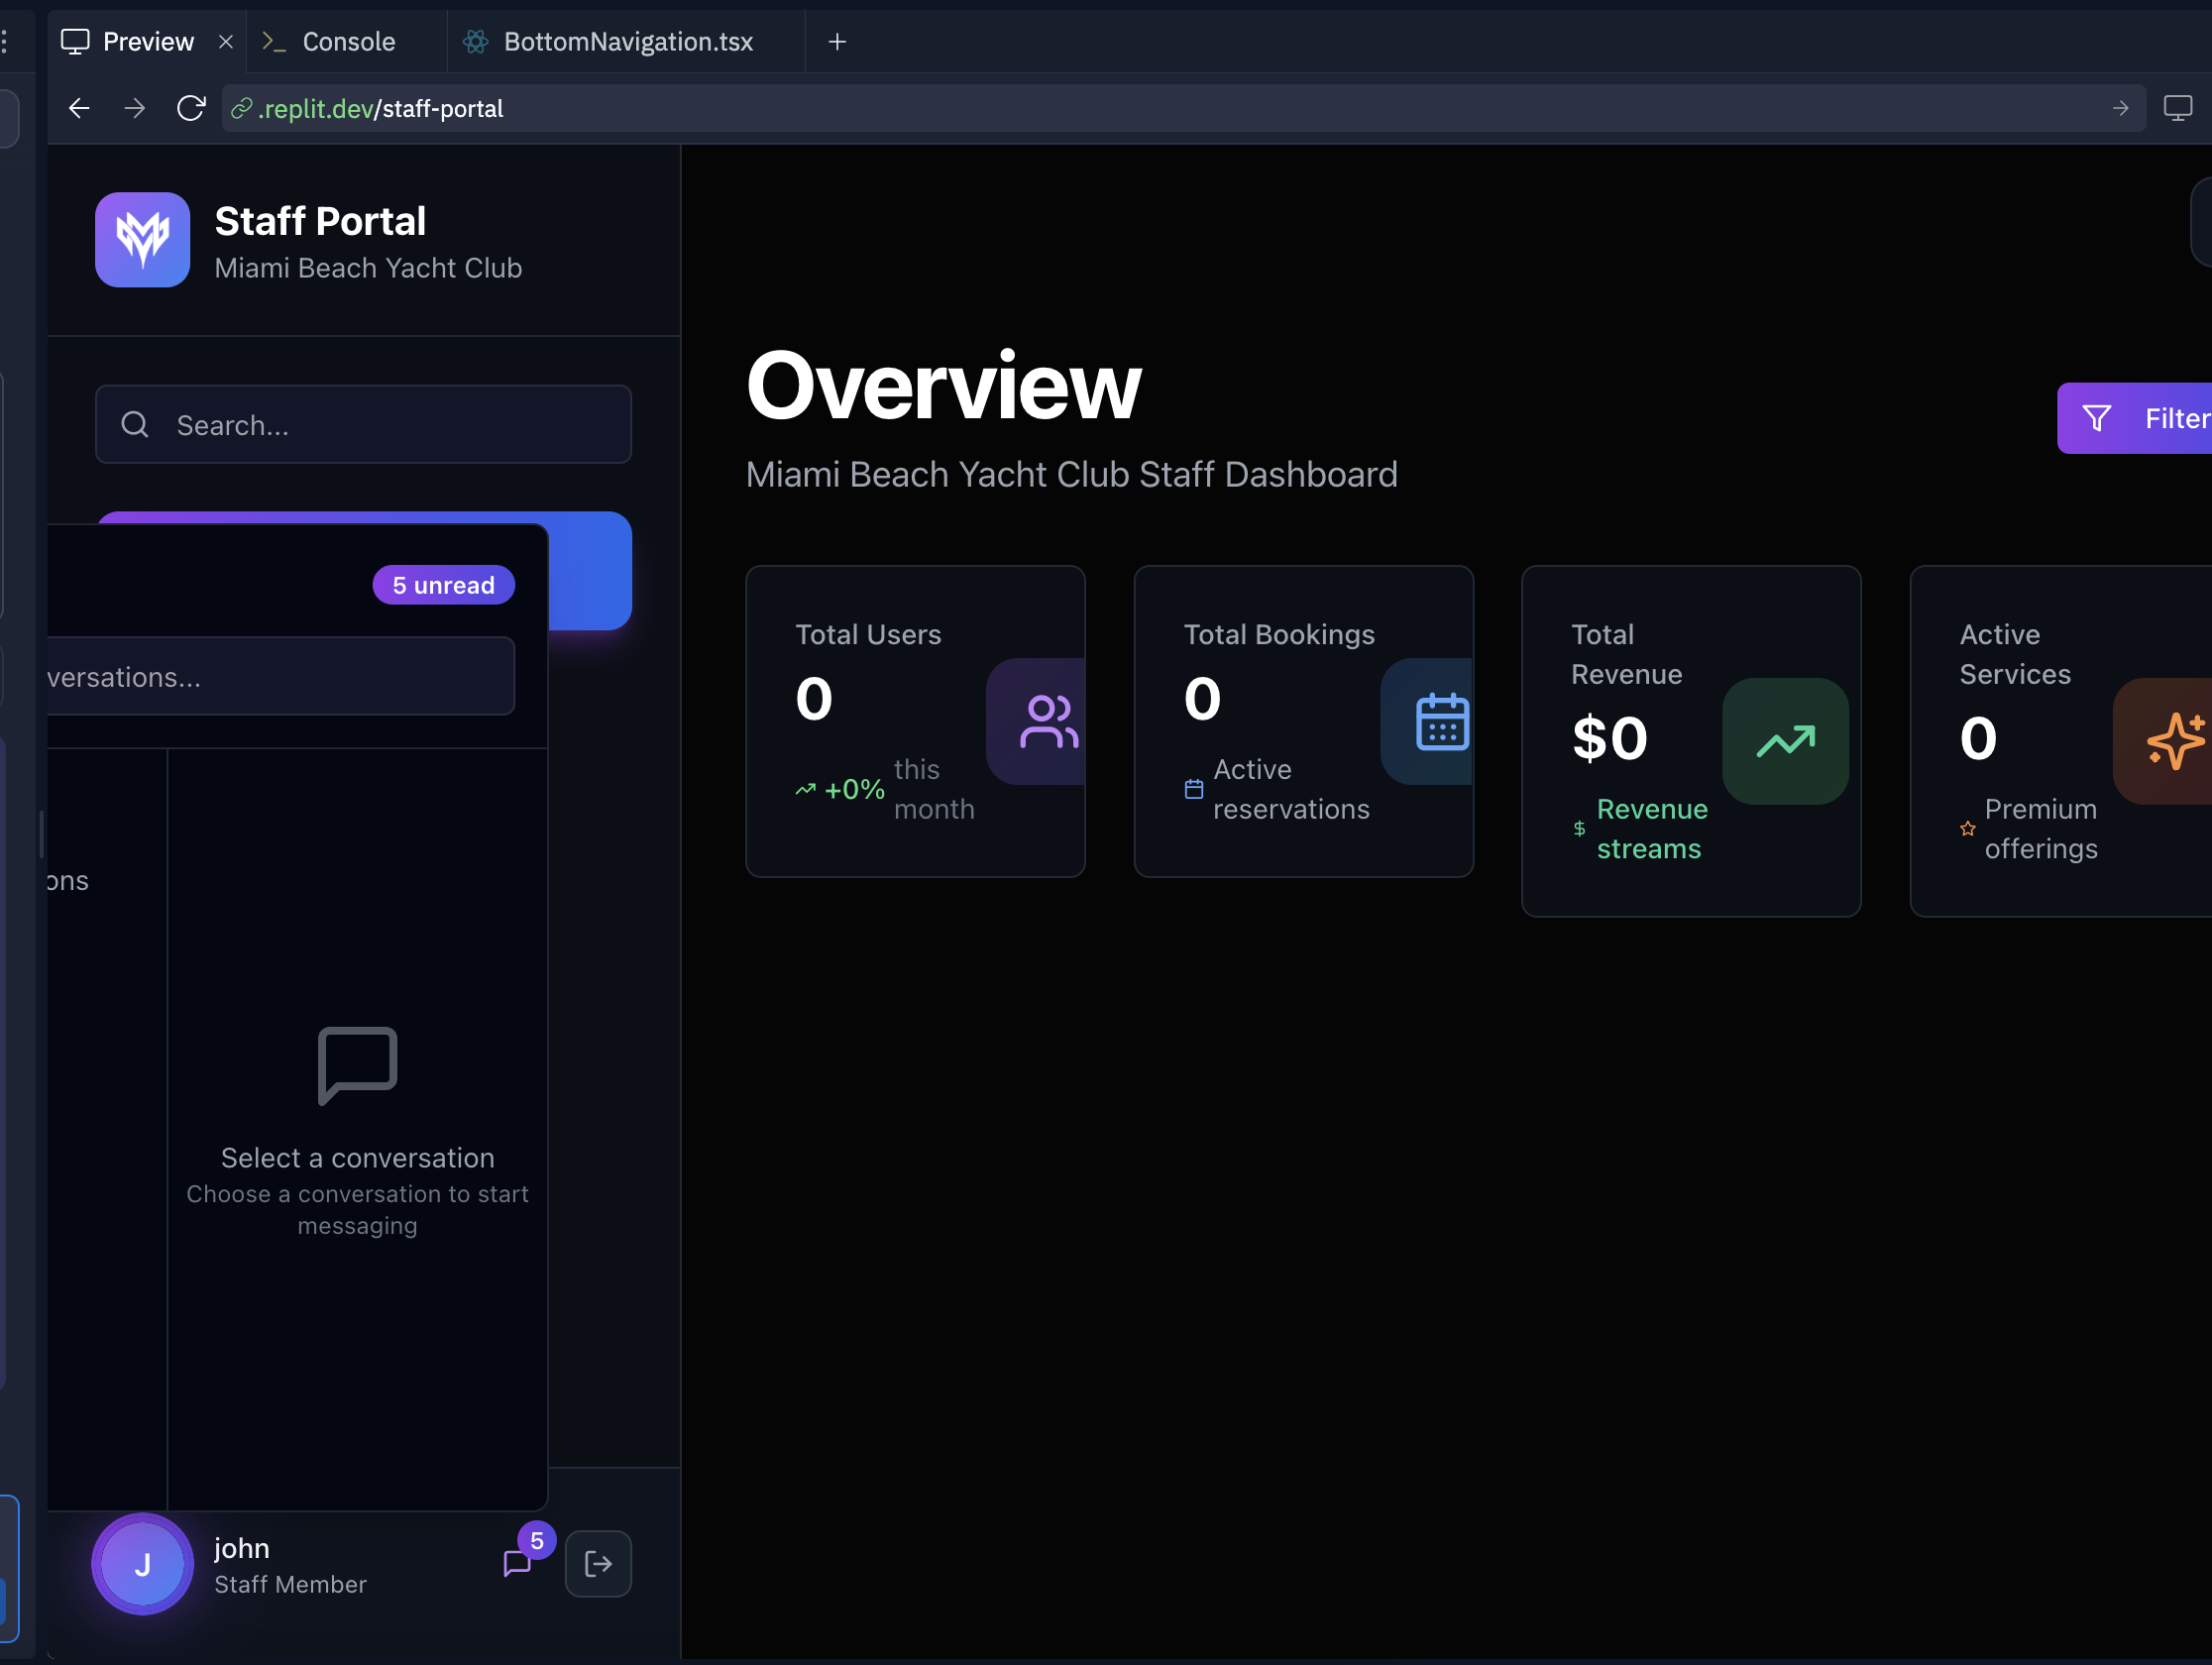 Preview
Console
BottomNavigation.tsx
.replit.dev/staff-portal
Staff Portal
Miami Beach Yacht Club
Search...
5 unread
versations...
ons
Select a conversation
Choose a conversation to start
messaging
J
john
Staff Member
5
Overview
Miami Beach Yacht Club Staff Dashboard
Filter
Total Users
0
+0%
this
month
Total Bookings
0
Active
reservations
Total
Revenue
$0
Revenue
streams
Active
Services
0
Premium
offerings